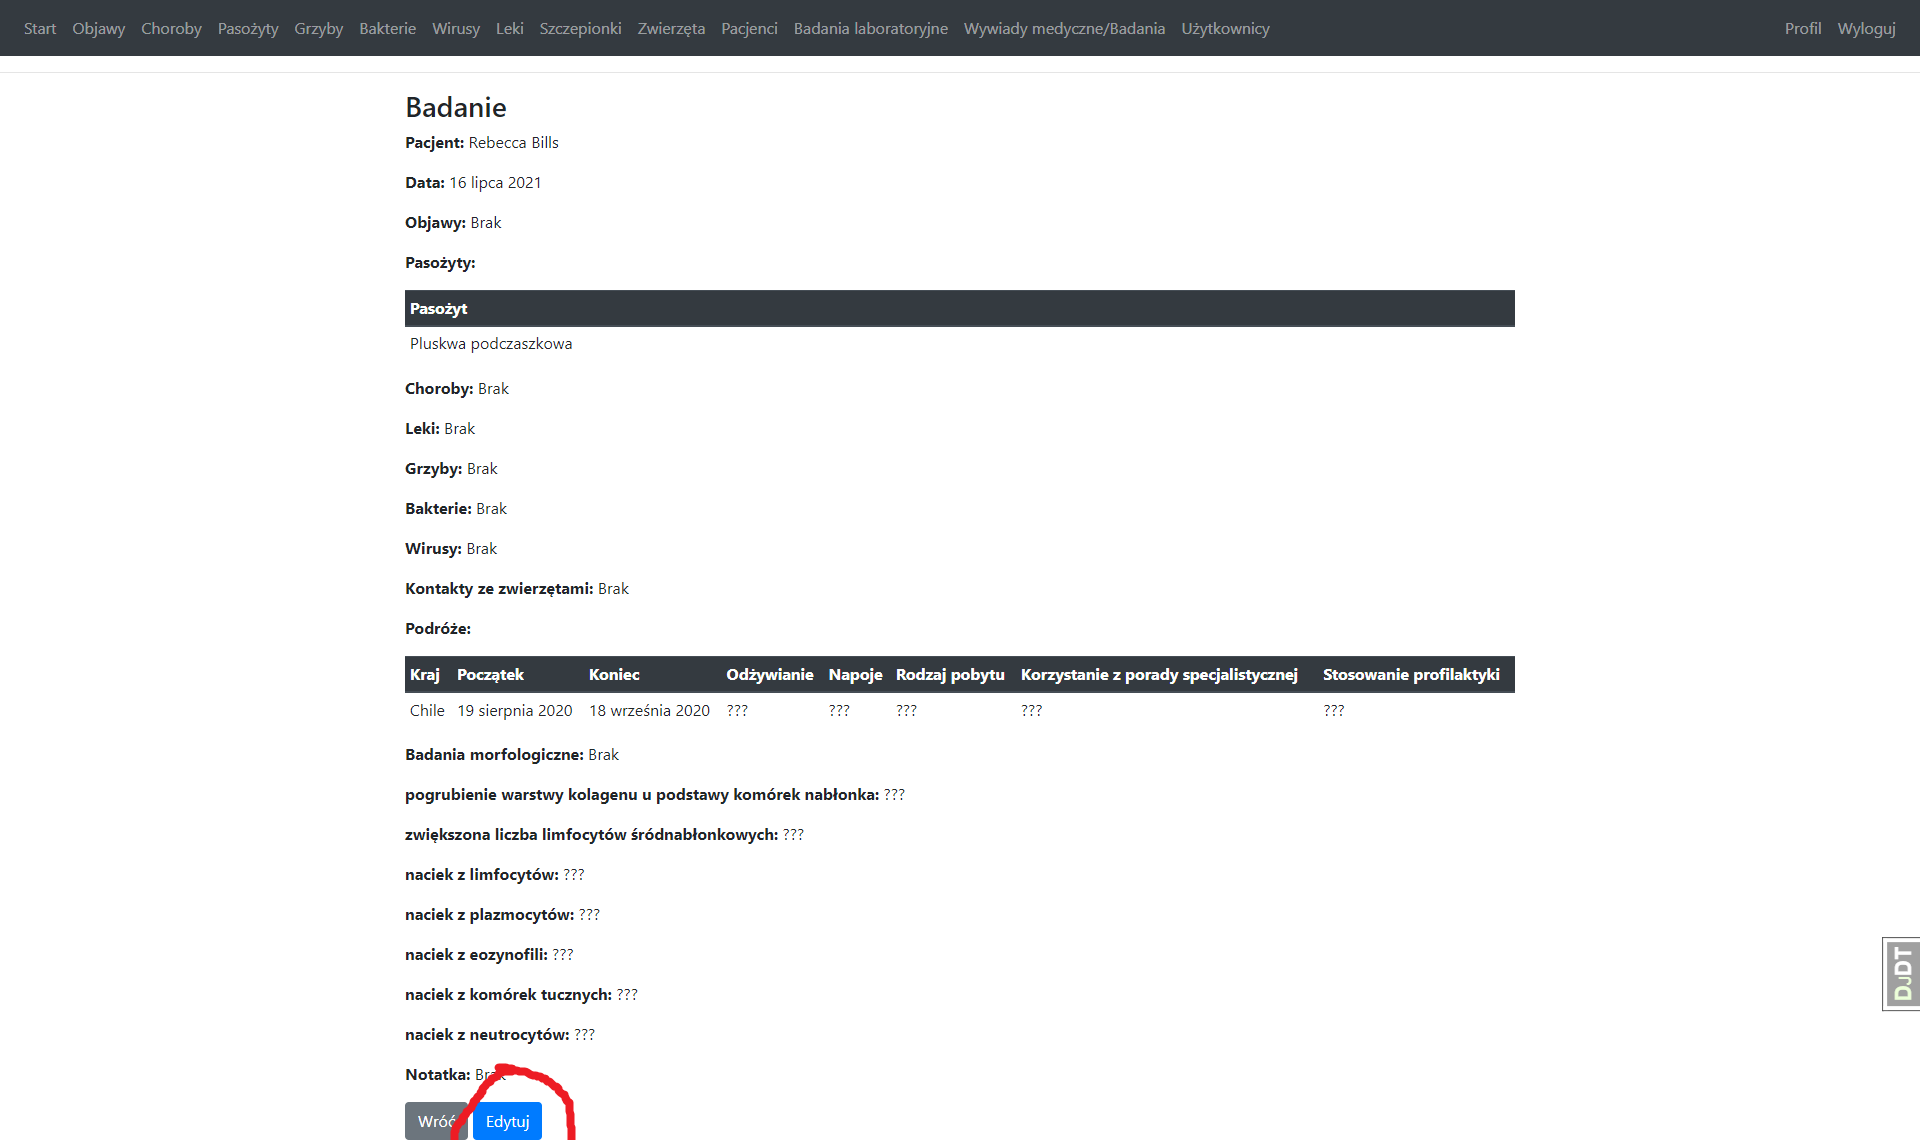 Start Objawy Choroby Pasożyty Grzyby Bakterie Wirusy Leki Szczepionki Zwierzęta Pacjenci Badania laboratoryjne Wywiady medyczne/Badania Użytkownicy Profil Wyloguj
Badanie
Pacjent: Rebecca Bills
Data: 16 lipca 2021
Objawy: Brak
Pasożyty:
Pasożyt
Pluskwa podczaszkowa
Choroby: Brak
Leki: Brak
Grzyby: Brak
Bakterie: Brak
Wirusy: Brak
Kontakty ze zwierzętami: Brak
Podróże:
Kraj Początek Koniec Odżywianie Napoje Rodzaj pobytu Korzystanie z porady specjalistycznej Stosowanie profilaktyki
Chile 19 sierpnia 2020 18 września 2020 ??? ??? ??? ??? ???
Badania morfologiczne: Brak
pogrubienie warstwy kolagenu u podstawy komórek nabłonka: ???
zwiększona liczba limfocytów śródnabłonkowych: ???
naciek z limfocytów: ???
naciek z plazmocytów: ???
naciek z eozynofili: ???
naciek z komórek tucznych: ???
naciek z neutrocytów: ???
Notatka: Brak
Wróć Edytuj
DjDT